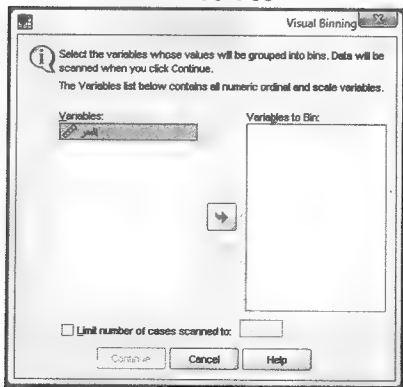 Visual Binning
Select the variables whose values will be grouped into bins. Data will be
scanned when you click Continue.
The Variables list below contains all numeric ordinal and scale variables.
Variables:
Variables to Bin:
العمر
Limit number of cases scanned to:
Continue
Cancel
Help